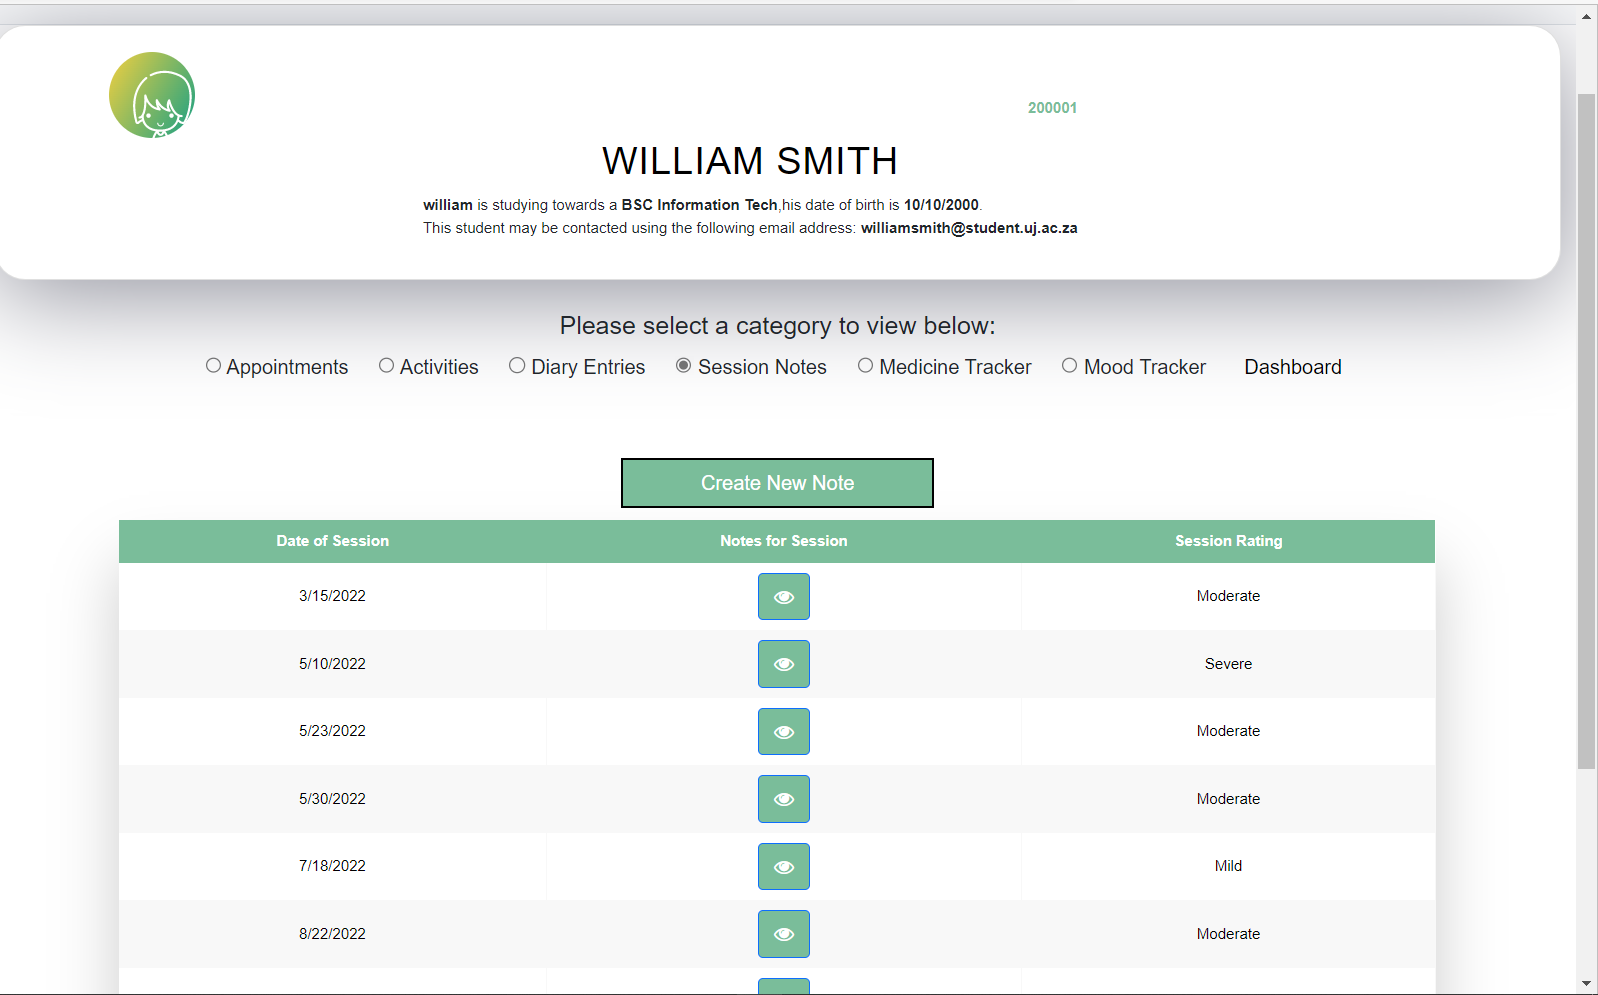 200001
WILLIAM SMITH
william is studying towards a BSC Information Tech,his date of birth is 10/10/2000.
This student may be contacted using the following email address: williamsmith@student.uj.ac.za
Please select a category to view below:
Appointments Activities Diary Entries Session Notes Medicine Tracker Mood Tracker Dashboard
Create New Note
Date of Session Notes for Session Session Rating
3/15/2022 Moderate
5/10/2022 Severe
5/23/2022 Moderate
5/30/2022 Moderate
7/18/2022 Mild
8/22/2022 Moderate